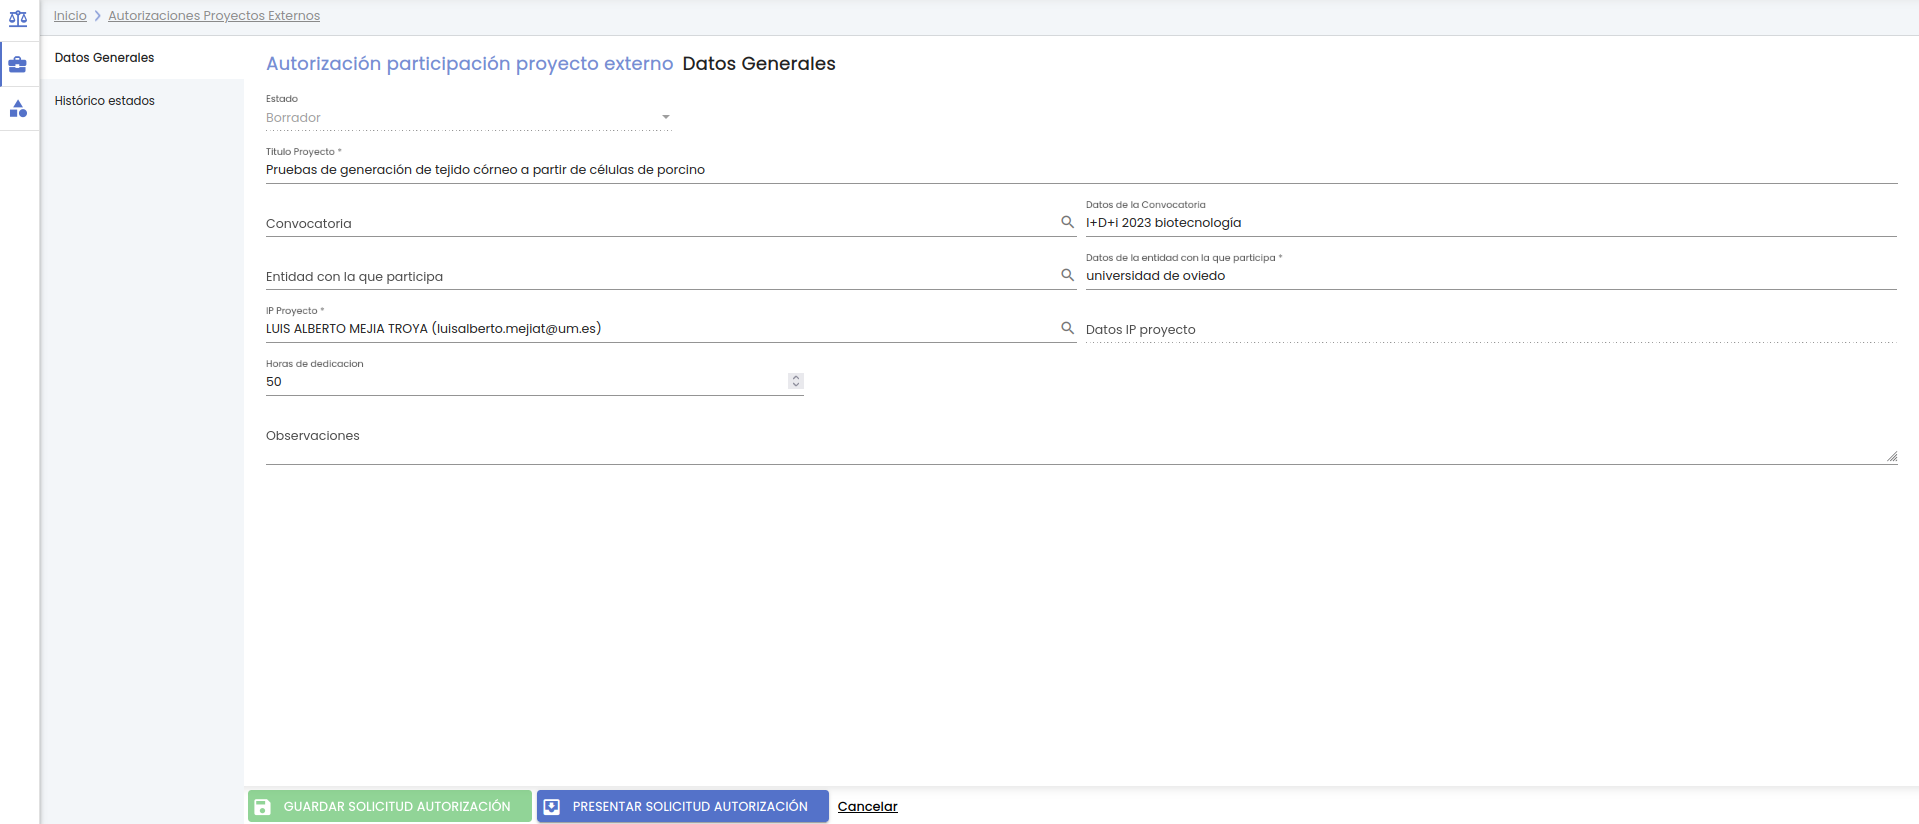 Inicio Autorizaciones Proyectos Externos
Datos Generales
Histórico estados
Autorización participación proyecto externo Datos Generales
Estado
Borrador
Titulo Proyecto *
Pruebas de generación de tejido córneo a partir de células de porcino
Convocatoria
Datos de la Convocatoria
I+D+i 2023 biotecnología
Entidad con la que participa
Datos de la entidad con la que participa *
universidad de oviedo
IP Proyecto *
LUIS ALBERTO MEJIA TROYA (luisalberto.mejiat@um.es)
Datos IP proyecto
Horas de dedicacion
50
Observaciones
GUARDAR SOLICITUD AUTORIZACIÓN PRESENTAR SOLICITUD AUTORIZACIÓN Cancelar